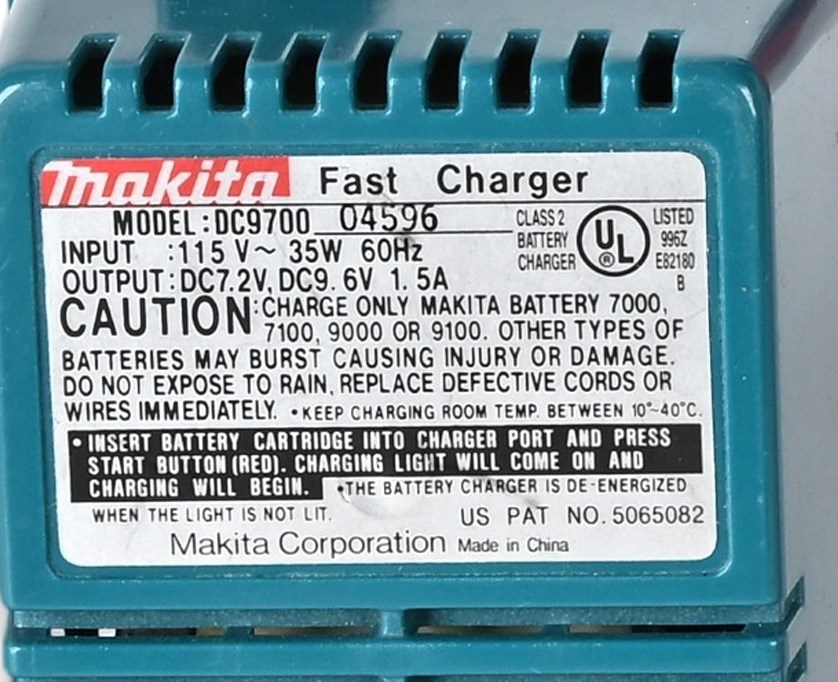 makita Fast Charger
MODEL:DC9700 04596
INPUT :115V~ 35W 60Hz
OUTPUT:DC7.2V, DC9.6V 1.5A
CLASS 2
BATTERY
CHARGER
UL ®
LISTED
996Z
E82180
B
CAUTION:CHARGE ONLY MAKITA BATTERY 7000,
7100, 9000 OR 9100. OTHER TYPES OF
BATTERIES MAY BURST CAUSING INJURY OR DAMAGE.
DO NOT EXPOSE TO RAIN, REPLACE DEFECTIVE CORDS OR
WIRES IMMEDIATELY. •KEEP CHARGING ROOM TEMP. BETWEEN 10°~40°C.
• INSERT BATTERY CARTRIDGE INTO CHARGER PORT AND PRESS
START BUTTON (RED). CHARGING LIGHT WILL COME ON AND
CHARGING WILL BEGIN. •THE BATTERY CHARGER IS DE-ENERGIZED
WHEN THE LIGHT IS NOT LIT. US PAT NO. 5065082
Makita Corporation Made in China